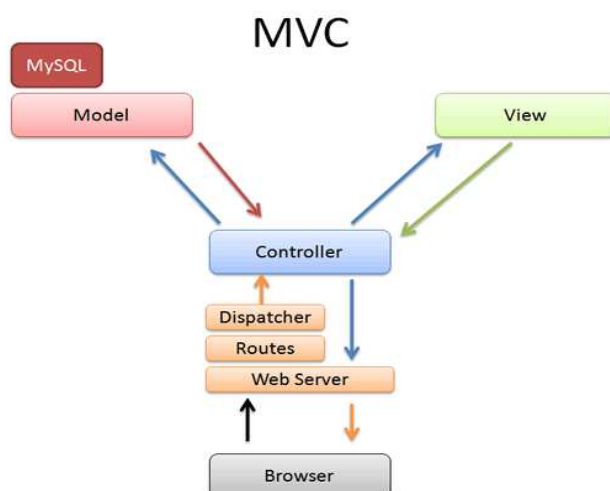 MVC
MySQL
Model
View
Controller
Dispatcher
Routes
Web Server
Browser